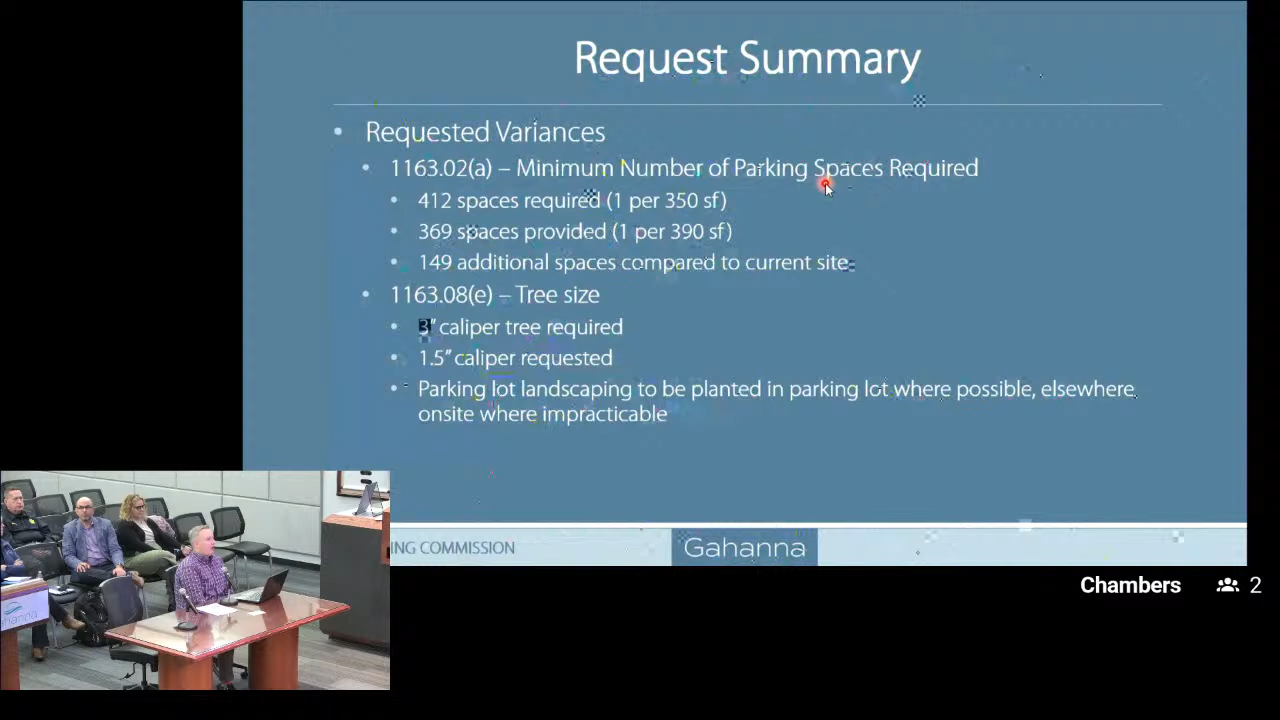 Request Summary
Requested Variances
1163.02(a) – Minimum Number of Parking Spaces Required
412 spaces required (1 per 350 sf)
369 spaces provided (1 per 390 sf)
149 additional spaces compared to current site
1163.08(e) – Tree size
3" caliper tree required
1.5" caliper requested
Parking lot landscaping to be planted in parking lot where possible, elsewhere
onsite where impracticable
ING COMMISSION
Gahanna
Chambers 2
ahanna